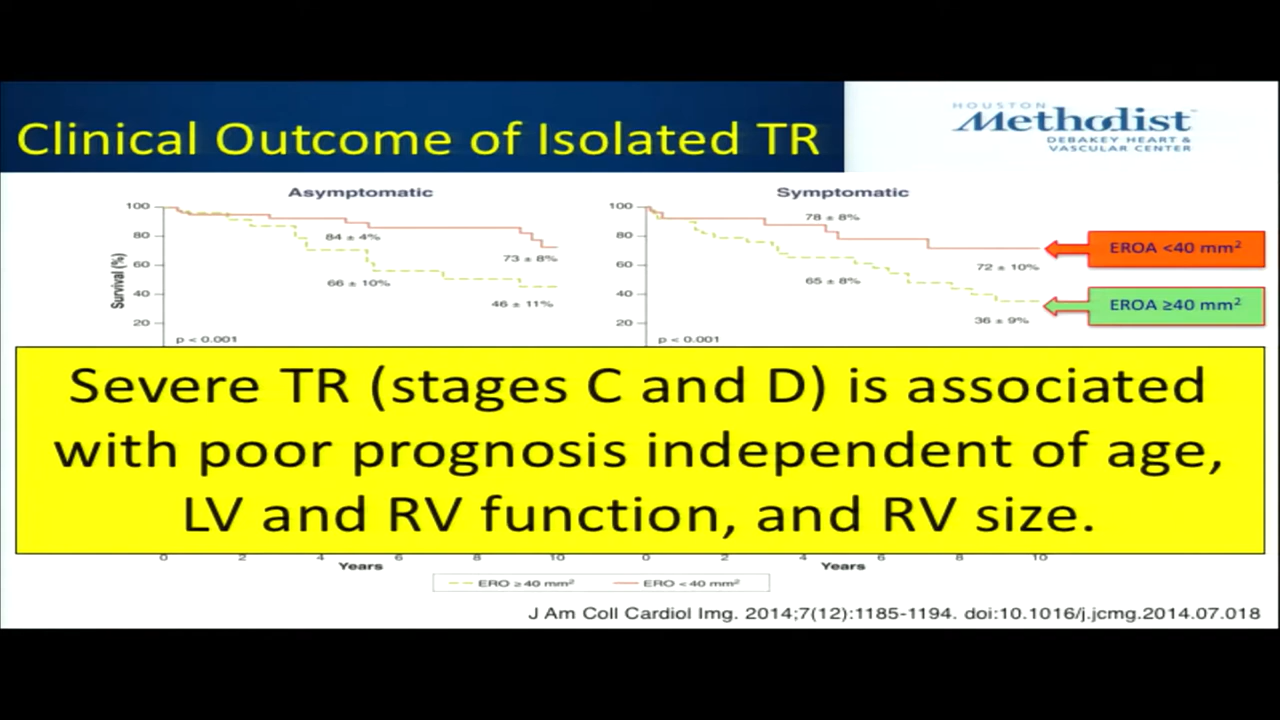 Clinical Outcome of Isolated TR
HOUSTON
Methodist
DEBAKEY HEART &
VASCULAR CENTER
Asymptomatic
Symptomatic
Survival (%)
100
80
60
40
20
84 ± 4%
73 ± 8%
66 ± 10%
46 ± 11%
p < 0.001
100
80
60
40
20
78 ± 8%
72 ± 10%
65 ± 8%
36 ± 9%
p < 0.001
EROA <40 mm²
EROA ≥40 mm²
Severe TR (stages C and D) is associated
with poor prognosis independent of age,
LV and RV function, and RV size.
0 2 4 6 8 10
Years
0 2 4 6 8 10
Years
ERO ≥ 40 mm² ERO < 40 mm²
J Am Coll Cardiol Img. 2014;7(12):1185-1194. doi:10.1016/j.jcmg.2014.07.018